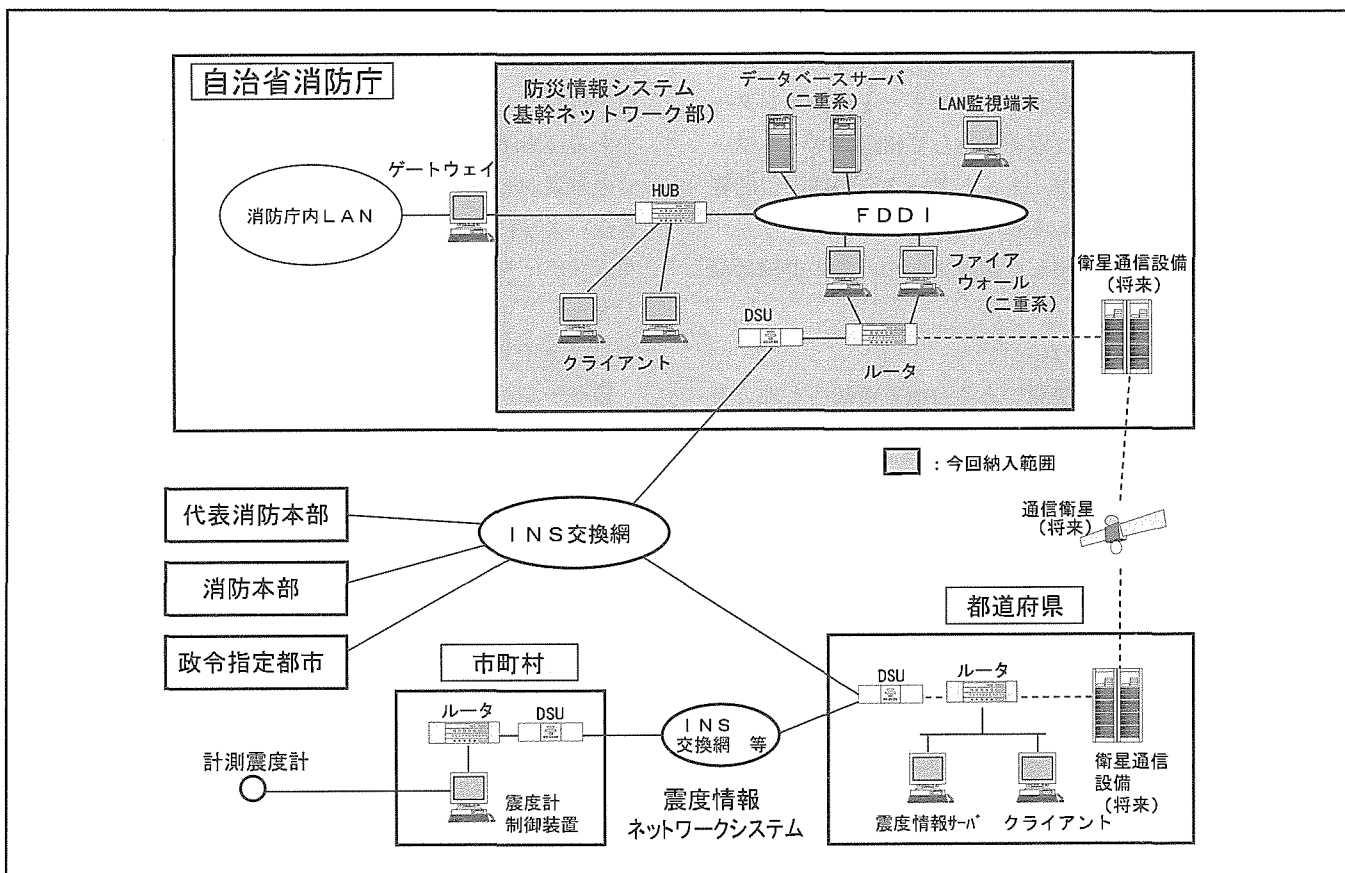 自治省消防庁
防災情報システム
(基幹ネットワーク部)
データベースサーバ
(二重系)
LAN監視端末
ゲートウェイ
HUB
消防庁内LAN
FDDI
ファイア
ウォール
(二重系)
衛星通信設備
(将来)
DSU
クライアント
ルータ
:今回納入範囲
代表消防本部
INS交換網
通信衛星
(将来)
消防本部
都道府県
政令指定都市
市町村
ルータ
DSU
ルータ
DSU
INS
交換網 等
計測震度計
震度計
制御装置
震度情報
ネットワークシステム
衛星通信
設備
(将来)
震度情報サーバ
クライアント